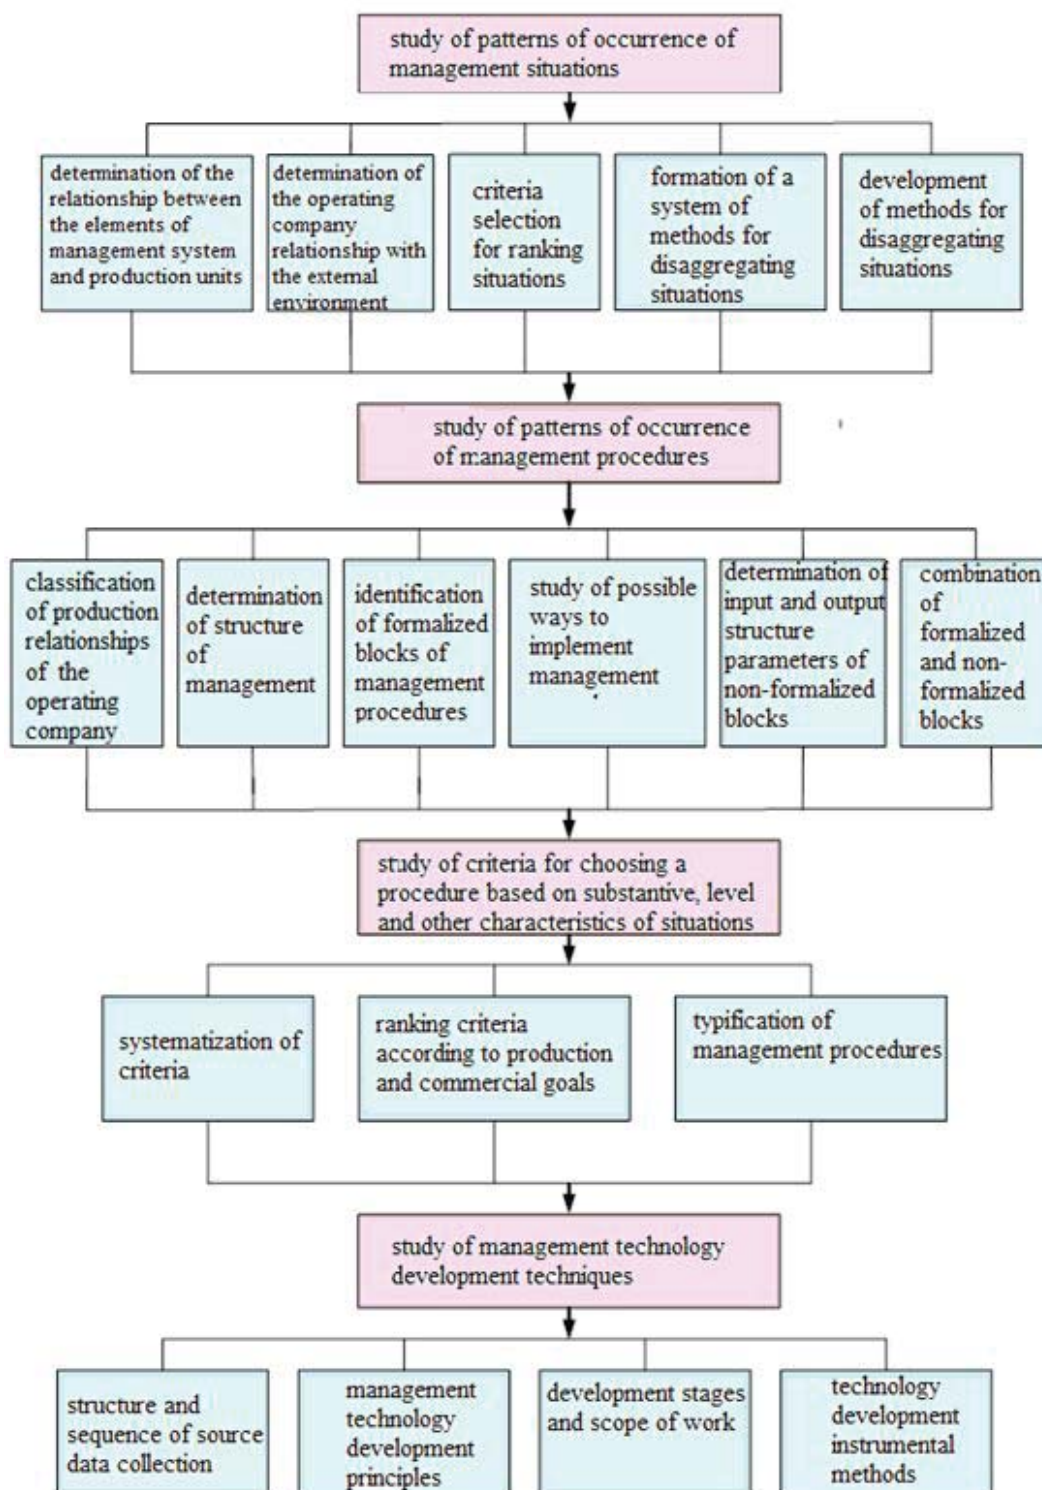 study of patterns of occurrence of
management situations
determination of the
relationship between
the elements of
management system
and production units
determination of
the operating
company
relationship with
the external
environment
criteria
selection
for ranking
situations
formation of a
system of
methods for
disaggregating
situations
development
of methods for
disaggregating
situations
study of patterns of occurrence
of management procedures
classification
of production
relationships
of the
operating
company
determination
of structure
of
management
identification
of formalized
blocks of
management
procedures
study of possible
ways to
implement
management
determination of
input and output
structure
parameters of
non-formalized
blocks
combination
of
formalized
and non-
formalized
blocks
study of criteria for choosing a
procedure based on substantive, level
and other characteristics of situations
systematization of
criteria
ranking criteria
according to production
and commercial goals
typification of
management procedures
study of management technology
development techniques
structure and
sequence of source
data collection
management
technology
development
principles
development stages
and scope of work
technology
development
instrumental
methods